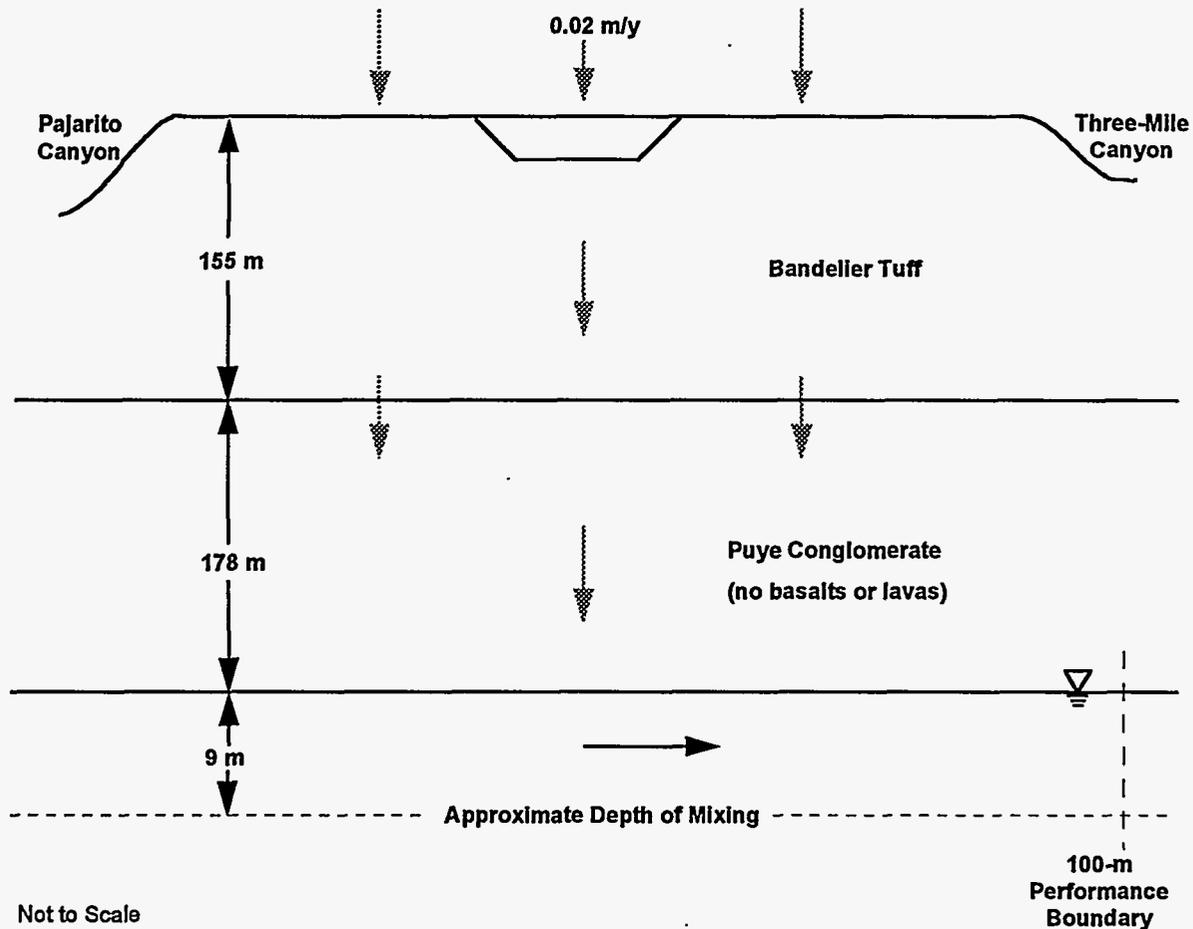 0.02 m/y
Pajarito
Canyon
Three-Mile
Canyon
155 m
Bandelier Tuff
178 m
Puye Conglomerate
(no basalts or lavas)
9 m
Approximate Depth of Mixing
100-m
Performance
Boundary
Not to Scale